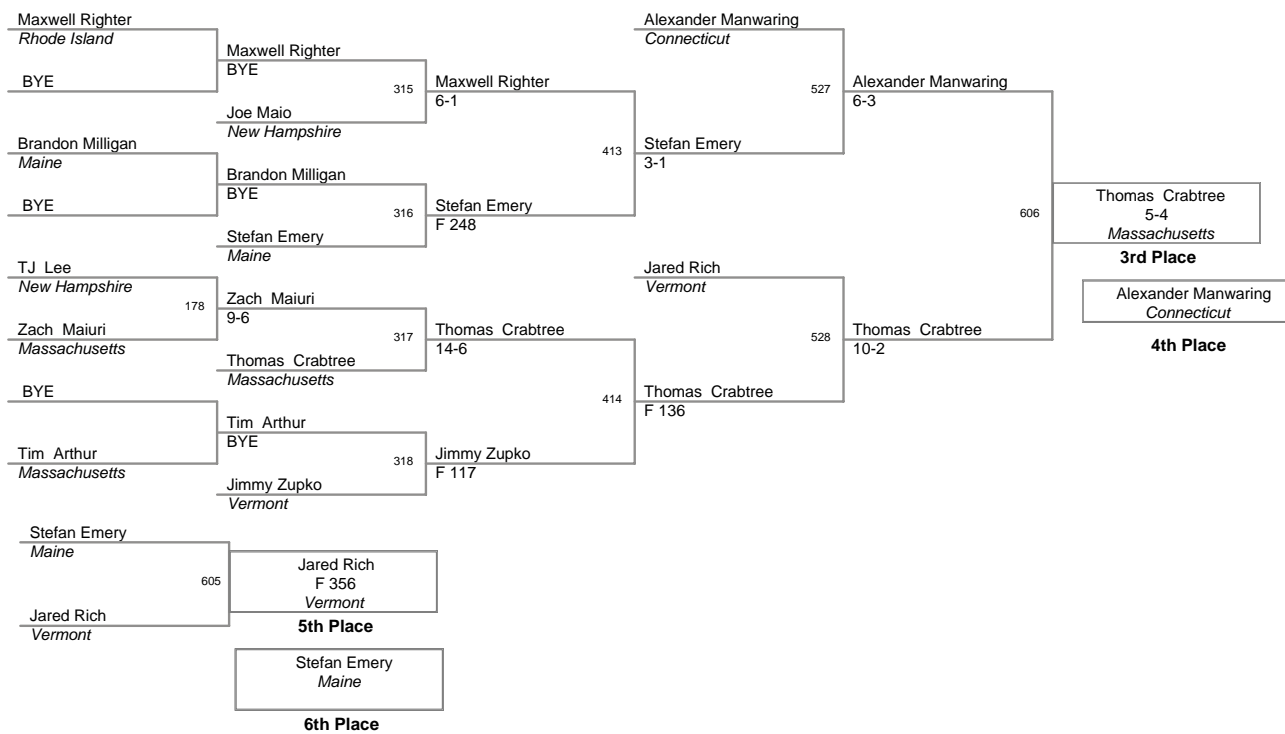 Maxwell Righter
Rhode Island
BYE
Brandon Milligan
Maine
BYE
TJ Lee
New Hampshire
178
Zach Maiuri
Massachusetts
BYE
Tim Arthur
Massachusetts
Maxwell Righter
BYE
315
Joe Maio
New Hampshire
Brandon Milligan
BYE
316
Stefan Emery
Maine
Zach Maiuri
9-6
317
Thomas Crabtree
Massachusetts
Tim Arthur
BYE
318
Jimmy Zupko
Vermont
Maxwell Righter
6-1
413
Stefan Emery
F 248
Thomas Crabtree
14-6
414
Jimmy Zupko
F 117
Alexander Manwaring
Connecticut
527
Stefan Emery
3-1
Jared Rich
Vermont
528
Thomas Crabtree
F 136
Alexander Manwaring
6-3
606
Thomas Crabtree
10-2
Thomas Crabtree
5-4
Massachusetts
3rd Place
Alexander Manwaring
Connecticut
4th Place
Stefan Emery
Maine
605
Jared Rich
Vermont
Jared Rich
F 356
Vermont
5th Place
Stefan Emery
Maine
6th Place